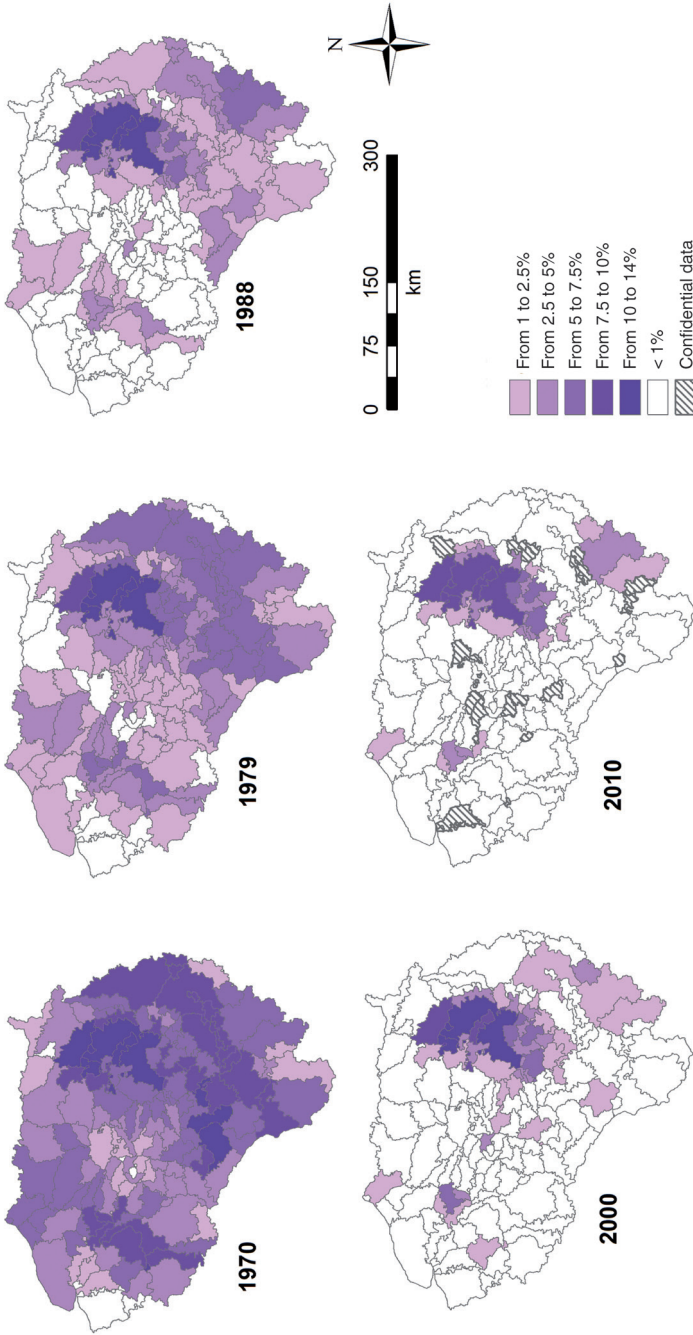 1970
1979
1988
2000
2010
N
0 75 150 300
km
From 1 to 2.5%
From 2.5 to 5%
From 5 to 7.5%
From 7.5 to 10%
From 10 to 14%
< 1%
Confidential data